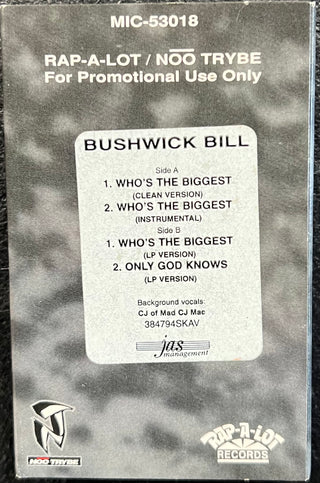 MIC-53018
RAP-A-LOT / NOO TRYBE
For Promotional Use Only
BUSHWICK BILL
Side A
1. WHO'S THE BIGGEST
(CLEAN VERSION)
2. WHO'S THE BIGGEST
(INSTRUMENTAL)
Side B
1. WHO'S THE BIGGEST
(LP VERSION)
2. ONLY GOD KNOWS
(LP VERSION)
Background vocals:
CJ of Mad CJ Mac
384794SKAV
jas
management
NOO TRYBE
RAP-A-LOT
RECORDS